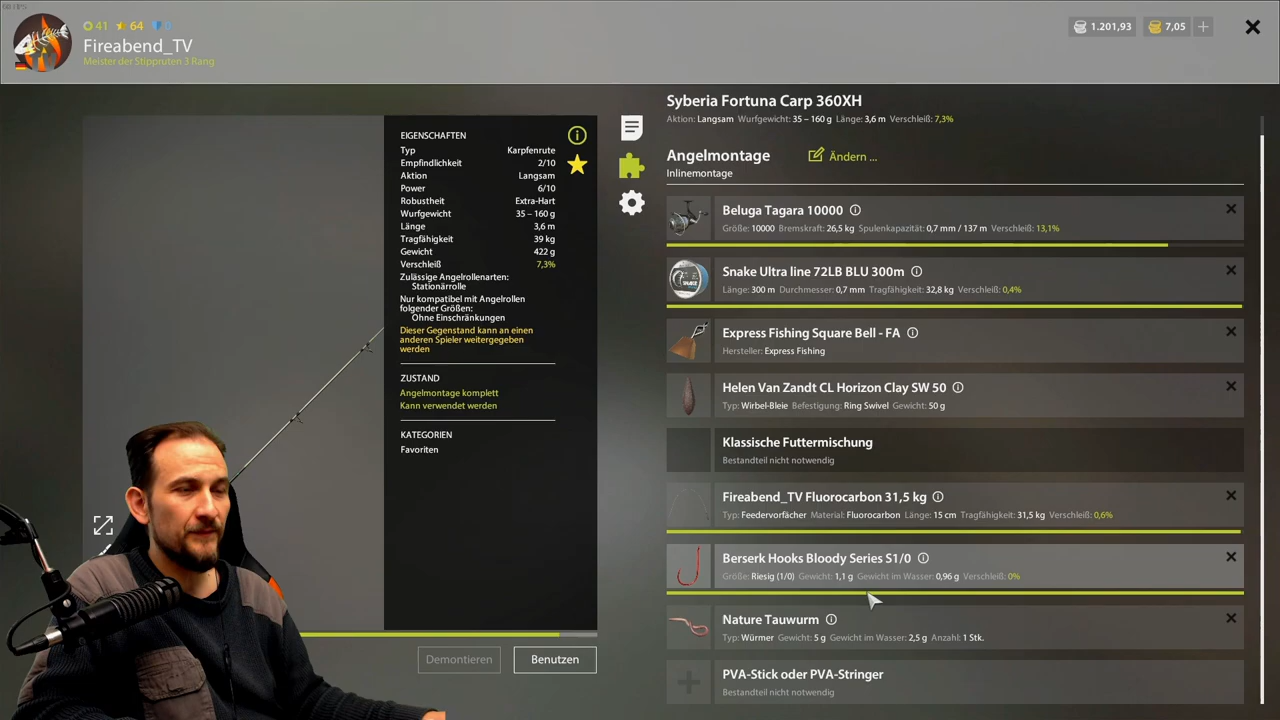 41 64
Fireabend_TV
Meister der Stippruten 3 Rang
1.201,93 7,05
EIGENSCHAFTEN
Typ Karpfenrute
Empfindlichkeit 2/10
Aktion Langsam
Power 6/10
Robustheit Extra-Hart
Wurfgewicht 35 – 160 g
Länge 3,6 m
Tragfähigkeit 39 kg
Gewicht 422 g
Verschleiß 7,3%
Zulässige Angelrollenarten:
Stationärrolle
Nur kompatibel mit Angelrollen
folgender Größen:
Ohne Einschränkungen
Dieser Gegenstand kann an einen
anderen Spieler weitergegeben
werden
ZUSTAND
Angelmontage komplett
Kann verwendet werden
KATEGORIEN
Favoriten
Demontieren Benutzen
Syberia Fortuna Carp 360XH
Aktion: Langsam Wurfgewicht: 35 – 160 g Länge: 3,6 m Verschleiß: 7,3%
Angelmontage Ändern ...
Inlinemontage
Beluga Tagara 10000
Größe: 10000 Bremskraft: 26,5 kg Spulenkapazität: 0,7 mm / 137 m Verschleiß: 13,1%
Snake Ultra line 72LB BLU 300m
Länge: 300 m Durchmesser: 0,7 mm Tragfähigkeit: 32,8 kg Verschleiß: 0,4%
Express Fishing Square Bell - FA
Hersteller: Express Fishing
Helen Van Zandt CL Horizon Clay SW 50
Typ: Wirbel-Bleie Befestigung: Ring Swivel Gewicht: 50 g
Klassische Futtermischung
Bestandteil nicht notwendig
Fireabend_TV Fluorocarbon 31,5 kg
Typ: Feedervorfächer Material: Fluorocarbon Länge: 15 cm Tragfähigkeit: 31,5 kg Verschleiß: 0,6%
Berserk Hooks Bloody Series S1/0
Größe: Riesig (1/0) Gewicht: 1,1 g Gewicht im Wasser: 0,96 g Verschleiß: 0%
Nature Tauwurm
Typ: Würmer Gewicht: 5 g Gewicht im Wasser: 2,5 g Anzahl: 1 Stk.
PVA-Stick oder PVA-Stringer
Bestandteil nicht notwendig